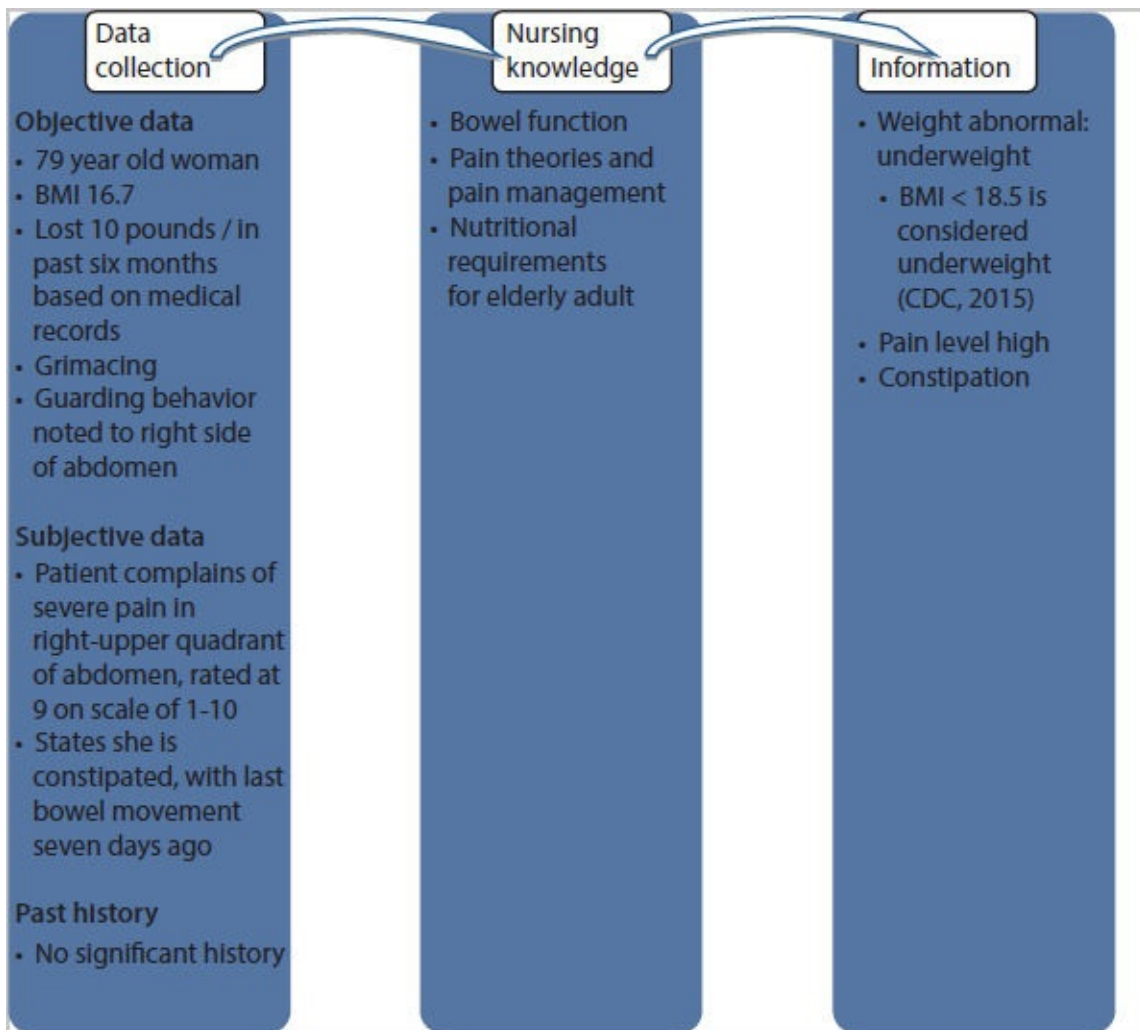 Data
collection
Objective data
• 79 year old woman
• BMI 16.7
• Lost 10 pounds / in
past six months
based on medical
records
• Grimacing
• Guarding behavior
noted to right side
of abdomen
Subjective data
• Patient complains of
severe pain in
right-upper quadrant
of abdomen, rated at
9 on scale of 1-10
• States she is
constipated, with last
bowel movement
seven days ago
Past history
• No significant history
Nursing
knowledge
• Bowel function
• Pain theories and
pain management
• Nutritional
requirements
for elderly adult
Information
• Weight abnormal:
underweight
• BMI < 18.5 is
considered
underweight
(CDC, 2015)
• Pain level high
• Constipation